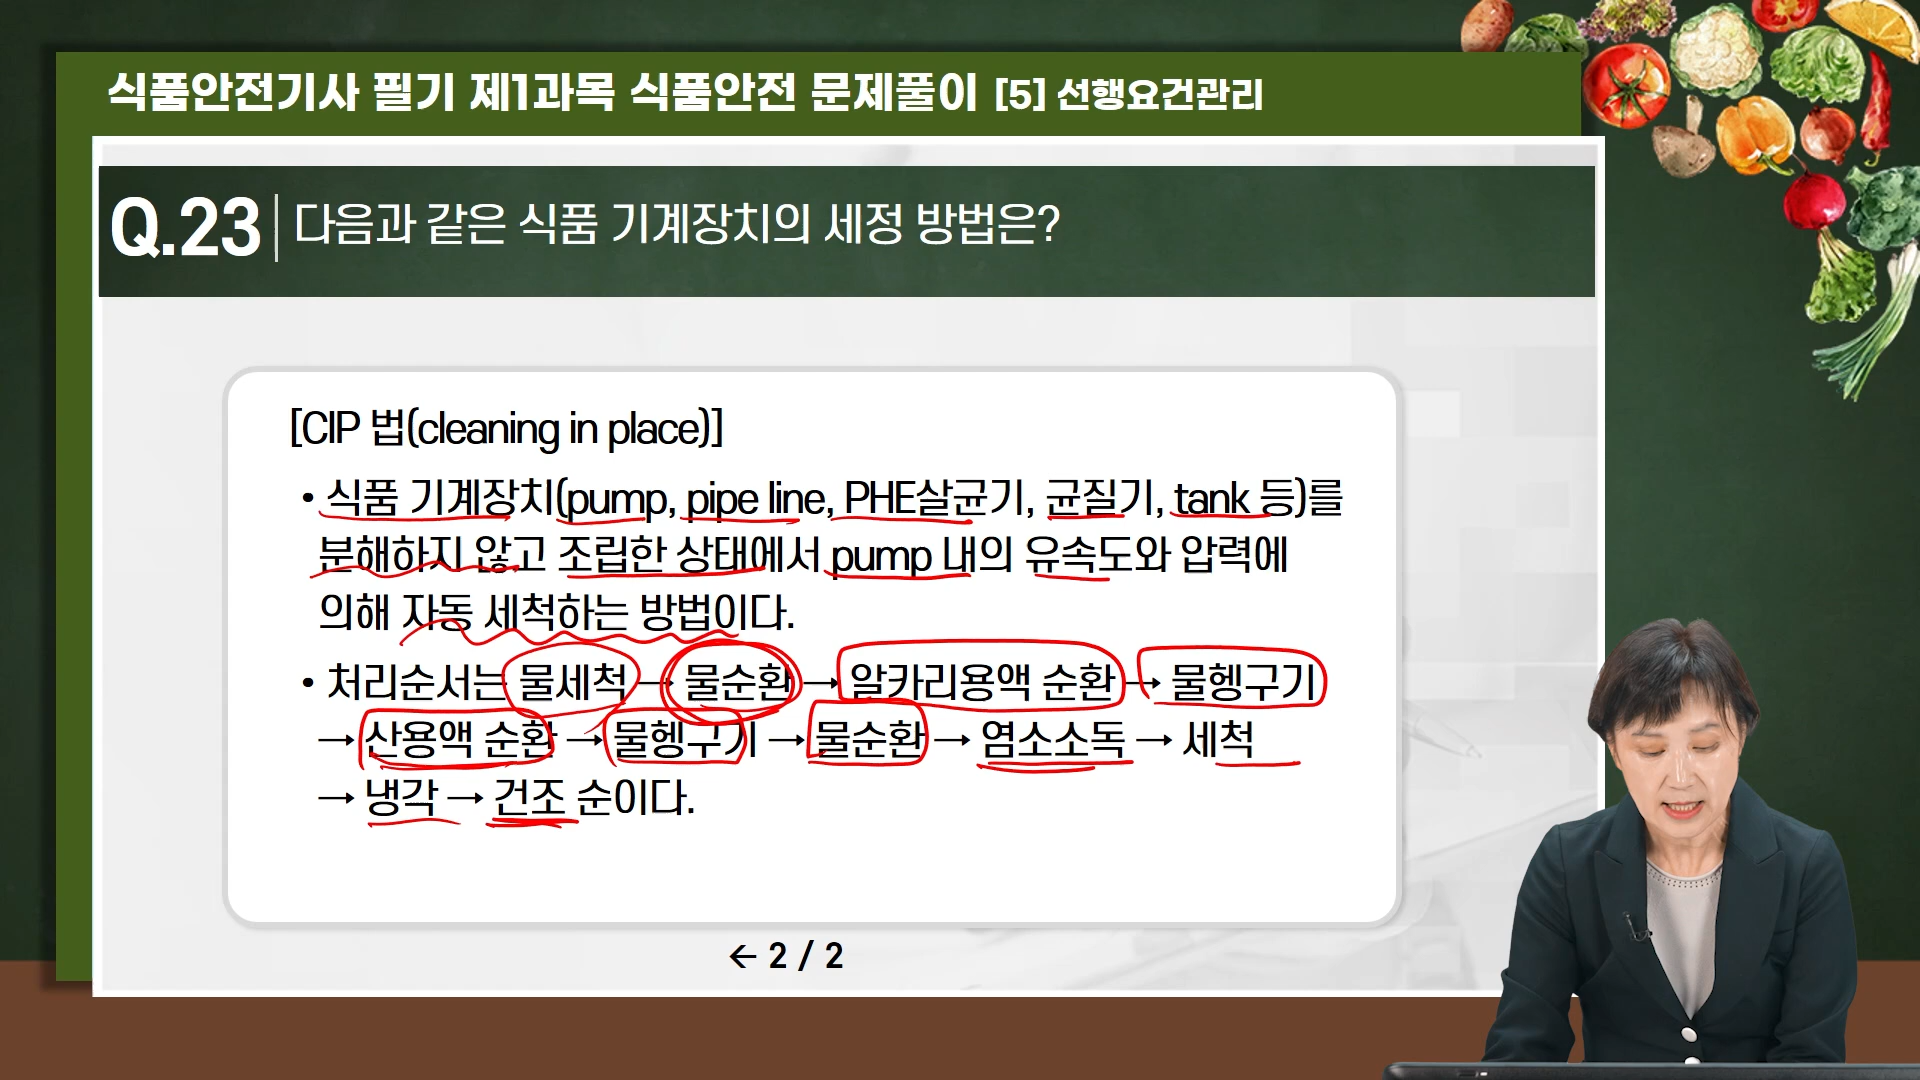 식품안전기사 필기 제1과목 식품안전 문제풀이 [5] 선행요건관리
Q.23 다음과 같은 식품 기계장치의 세정 방법은?
[CIP 법(cleaning in place)]
• 식품 기계장치(pump, pipe line, PHE살균기, 균질기, tank 등)를
분해하지 않고 조립한 상태에서 pump 내의 유속도와 압력에
의해 자동 세척하는 방법이다.
• 처리순서는 물세척 → 물순환 → 알카리용액 순환 → 물헹구기
→ 산용액 순환 → 물헹구기 → 물순환 → 염소소독 → 세척
→ 냉각 → 건조 순이다.
← 2 / 2